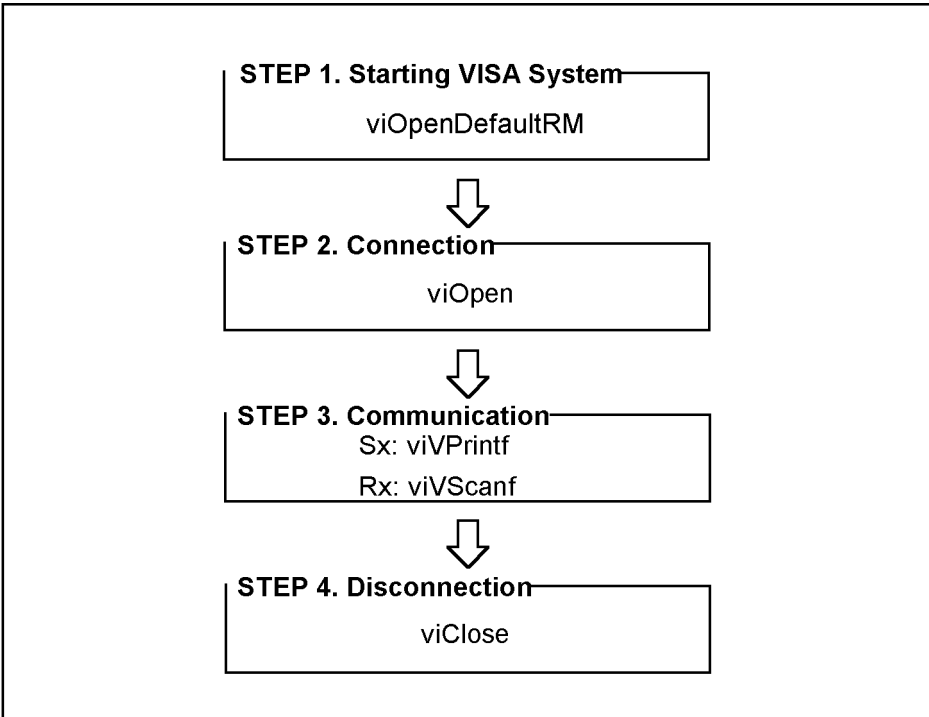 STEP 1. Starting VISA System
viOpenDefaultRM
STEP 2. Connection
viOpen
STEP 3. Communication
Sx: viVPrintf
Rx: viVScanf
STEP 4. Disconnection
viClose